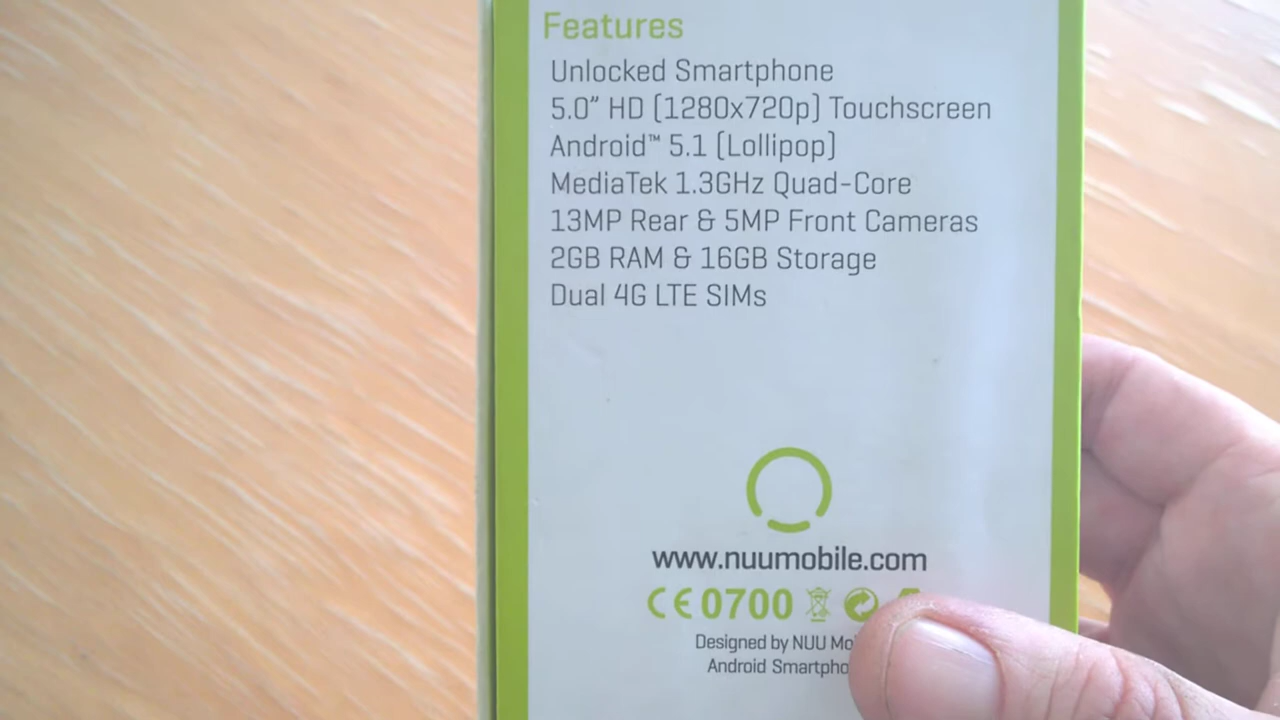 Features
Unlocked Smartphone
5.0” HD (1280x720p) Touchscreen
Android™ 5.1 (Lollipop)
MediaTek 1.3GHz Quad-Core
13MP Rear & 5MP Front Cameras
2GB RAM & 16GB Storage
Dual 4G LTE SIMs
www.nuumobile.com
CE 0700
Designed by NUU
Android